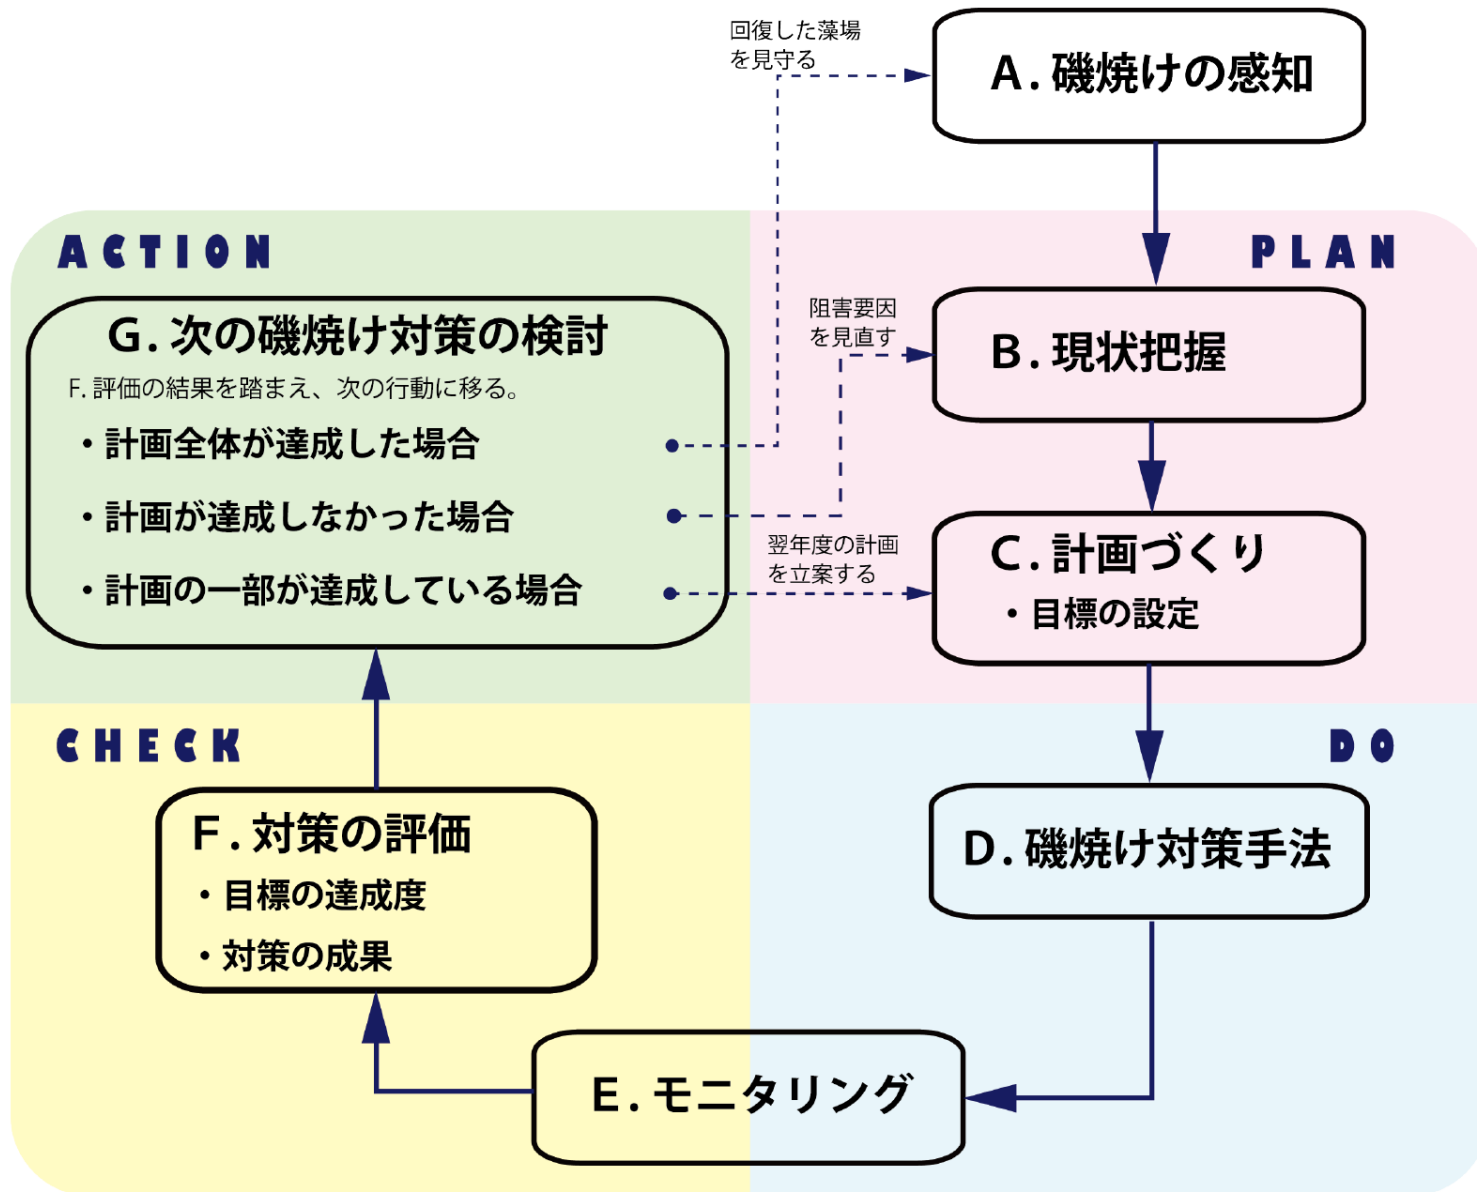 回復した藻場
を見守る
A. 磯焼けの感知
ACTION
PLAN
G. 次の磯焼け対策の検討
F. 評価の結果を踏まえ、次の行動に移る。
・計画全体が達成した場合
・計画が達成しなかった場合
・計画の一部が達成している場合
阻害要因
を見直す
B. 現状把握
翌年度の計画
を立案する
C. 計画づくり
・目標の設定
CHECK
DO
F. 対策の評価
・目標の達成度
・対策の成果
D. 磯焼け対策手法
E. モニタリング